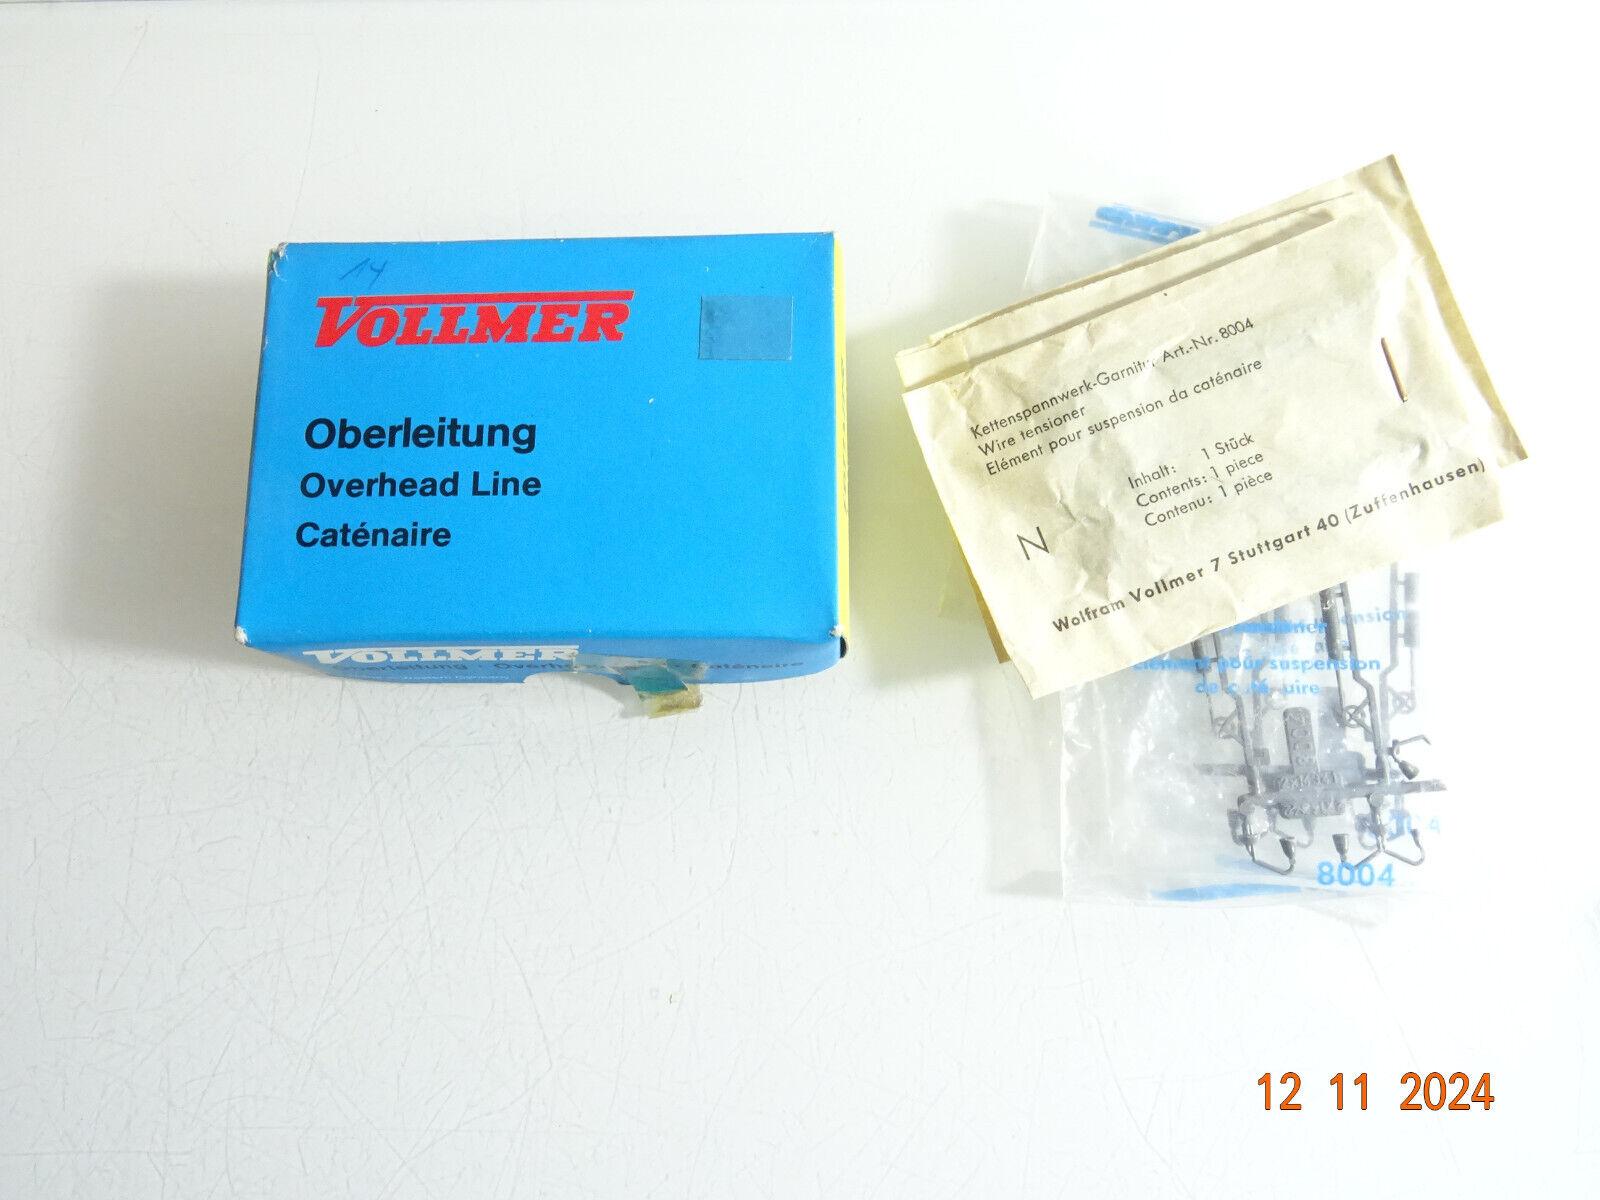 14
VOLLMER
Oberleitung
Overhead Line
Caténaire
VOLLMER
Oberleitung
Caténaire
Kettenspannwerk-Garnitur Art.-Nr. 8004
Wire tensioner
Elément pour suspension da caténaire
Inhalt: 1 Stück
Contents: 1 piece
Contenu: 1 pièce
N
Wolfram Vollmer 7 Stuttgart 40 (Zuffenhausen)
pour suspension
8004
12 11 2024